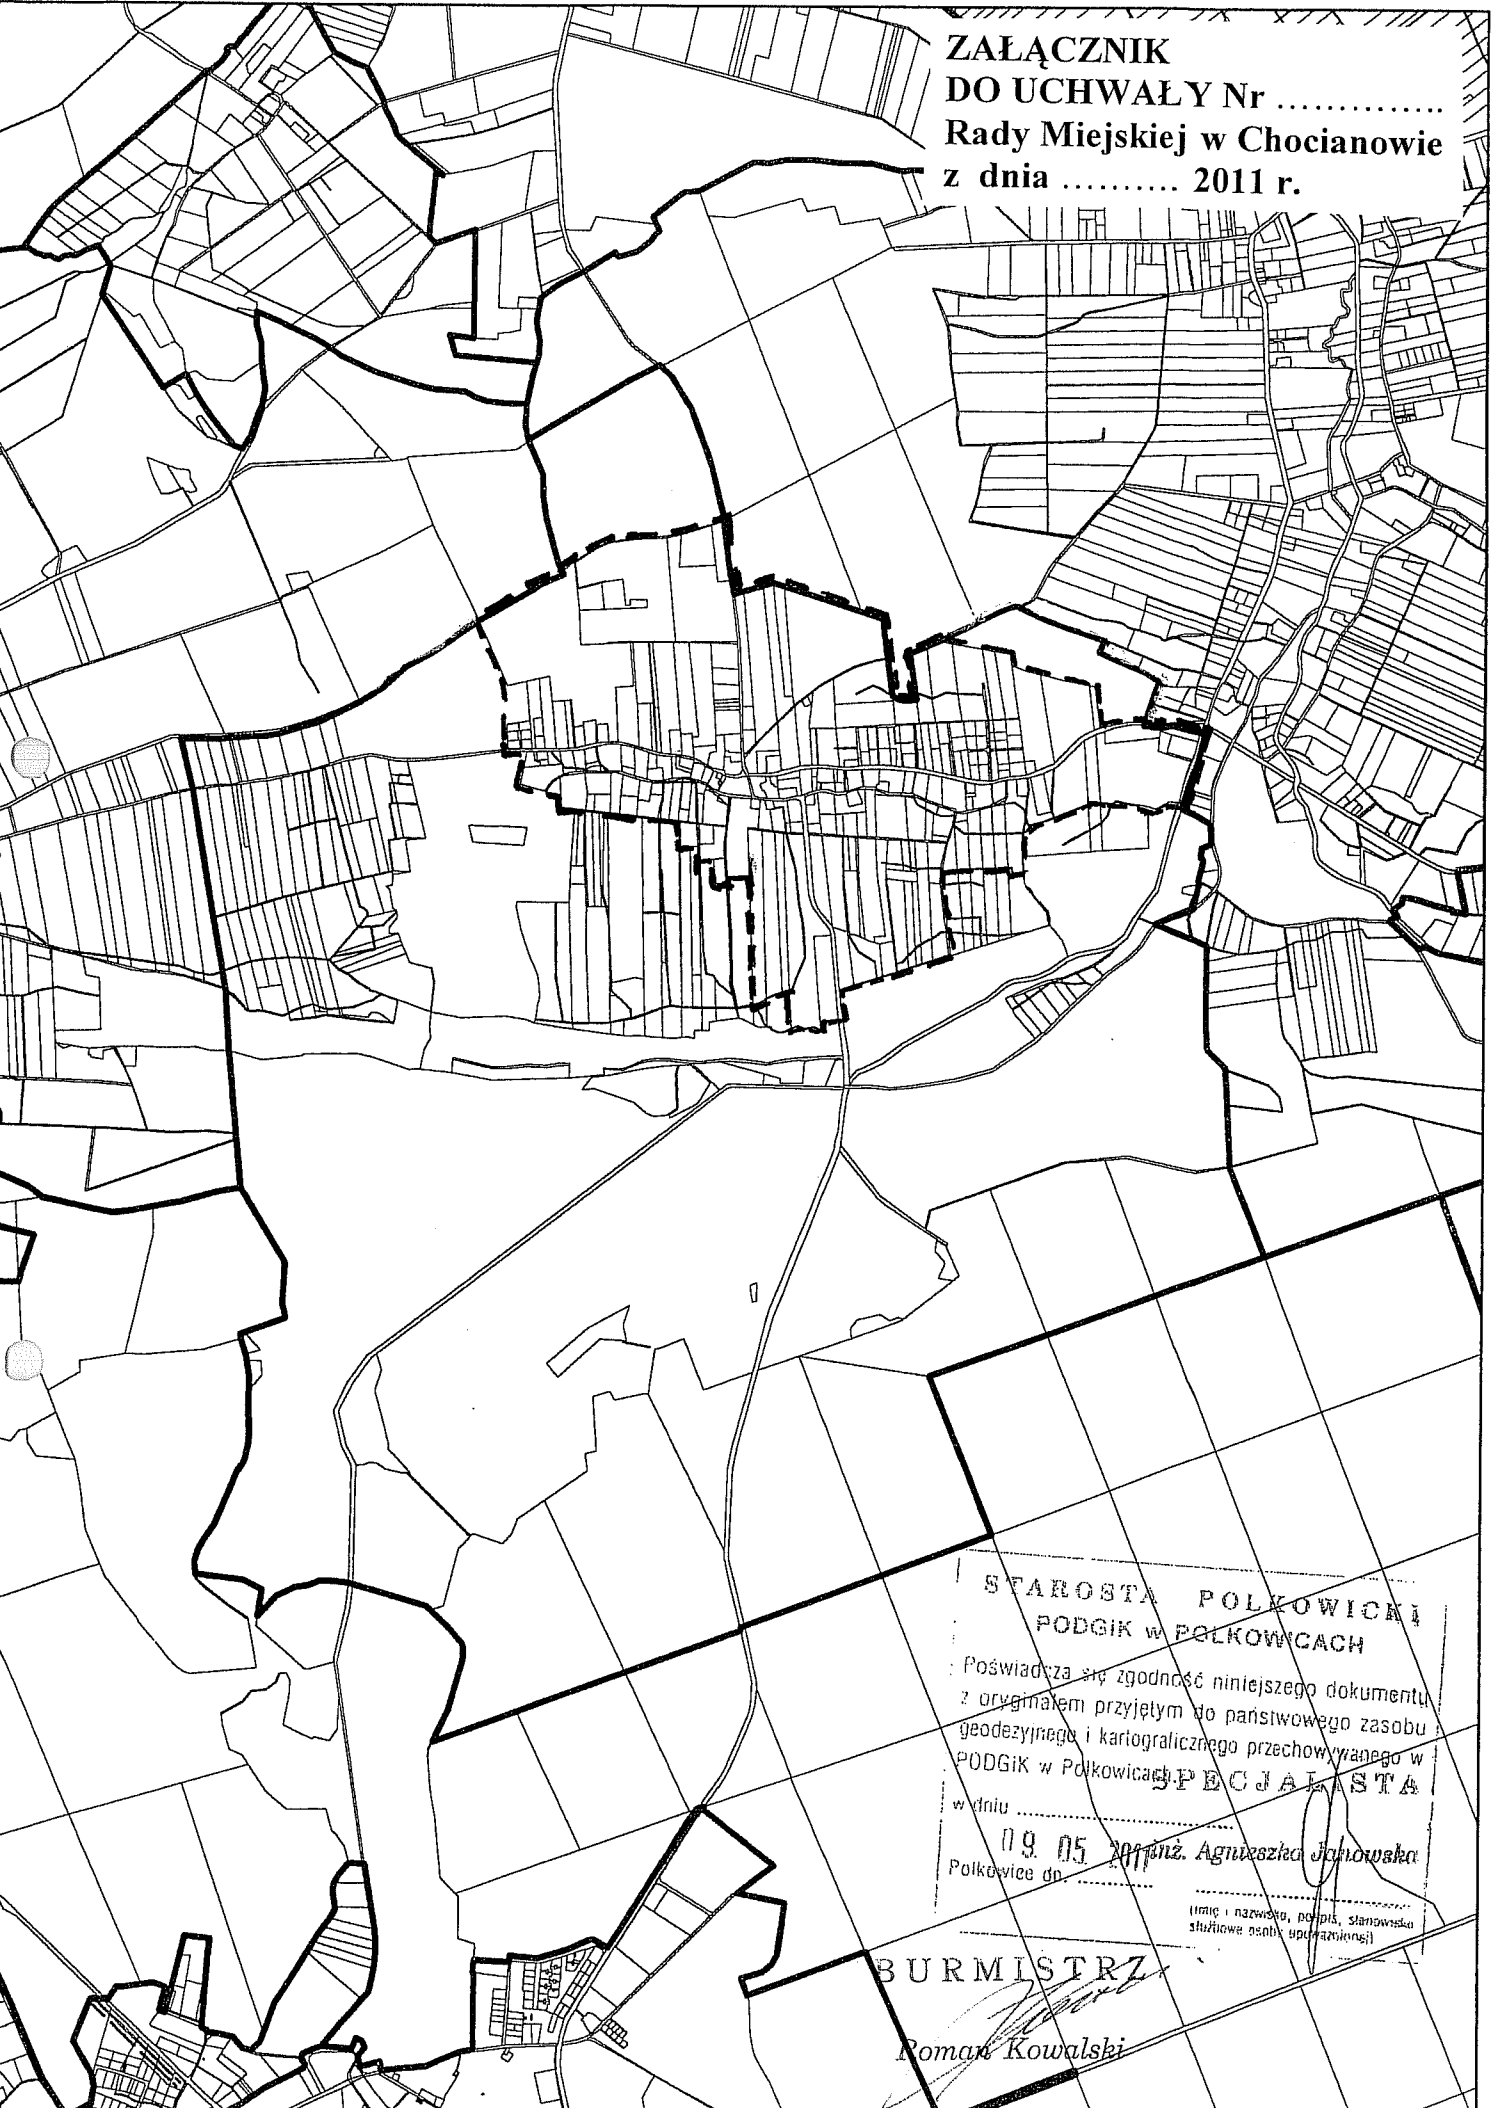 ZAŁĄCZNIK
DO UCHWAŁY Nr ..............
Rady Miejskiej w Chocianowie
z dnia .......... 2011 r.
STAROSTA POLKOWICKI
PODGiK w POLKOWICACH
Poświadcza się zgodność niniejszego dokumentu
z oryginałem przyjętym do państwowego zasobu
geodezyjnego i kartograficznego przechowywanego w
PODGiK w Polkowicach.
SPECJALISTA
w dniu ..............................
09. 05. 2011
inż. Agnieszka Janowska
Polkowice dn. ............
(imię i nazwisko, podpis, stanowisko
służbowe osoby upoważnionej)
BURMISTRZ
Roman Kowalski